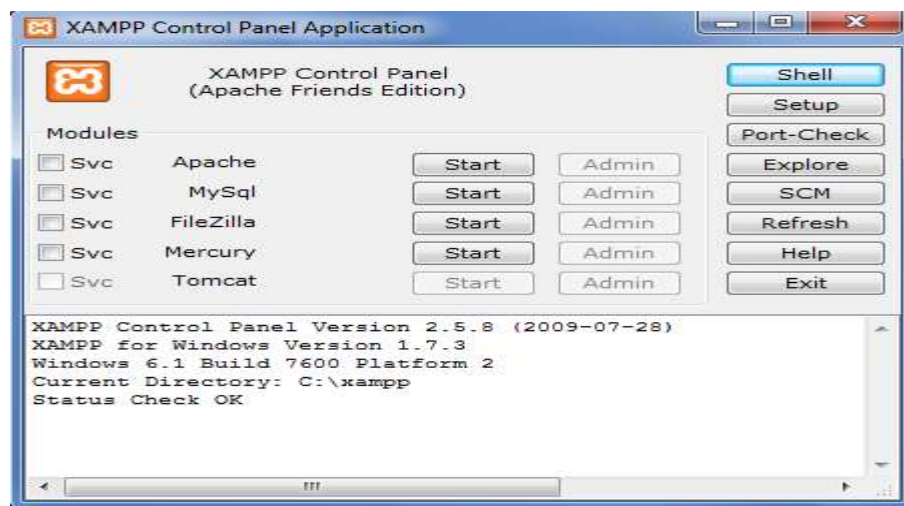 XAMPP Control Panel Application
XAMPP Control Panel
(Apache Friends Edition)
Shell
Setup
Modules
Port-Check
Svc Apache Start Admin Explore
Svc MySql Start Admin SCM
Svc FileZilla Start Admin Refresh
Svc Mercury Start Admin Help
Svc Tomcat Start Admin Exit
XAMPP Control Panel Version 2.5.8 (2009-07-28)
XAMPP for Windows Version 1.7.3
Windows 6.1 Build 7600 Platform 2
Current Directory: C:\xampp
Status Check OK